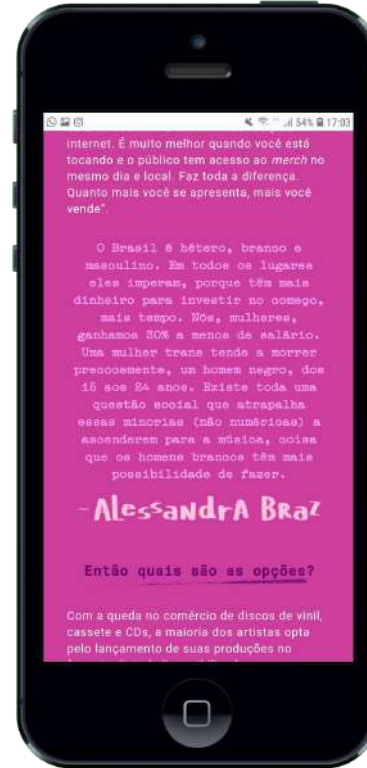 54% 17:03
internet. É muito melhor quando você está
tocando e o público tem acesso ao merch no
mesmo dia e local. Faz toda a diferença.
Quanto mais você se apresenta, mais você
vende”.
O Brasil é hétero, branco e
masculino. Em todos os lugares
eles imperam, porque têm mais
dinheiro para investir no começo,
mais tempo. Nós, mulheres,
ganhamos 30% a menos de salário.
Uma mulher trans tende a morrer
precocemente, um homem negro, dos
15 aos 24 anos. Existe toda uma
questão social que atrapalha
essas minorias (não numéricas) a
ascenderem para a música, coisa
que os homens brancos têm mais
possibilidade de fazer.
-Alessandra Braz
Então quais são as opções?
Com a queda no comércio de discos de vinil,
cassete e CDs, a maioria dos artistas opta
pelo lançamento de suas produções no